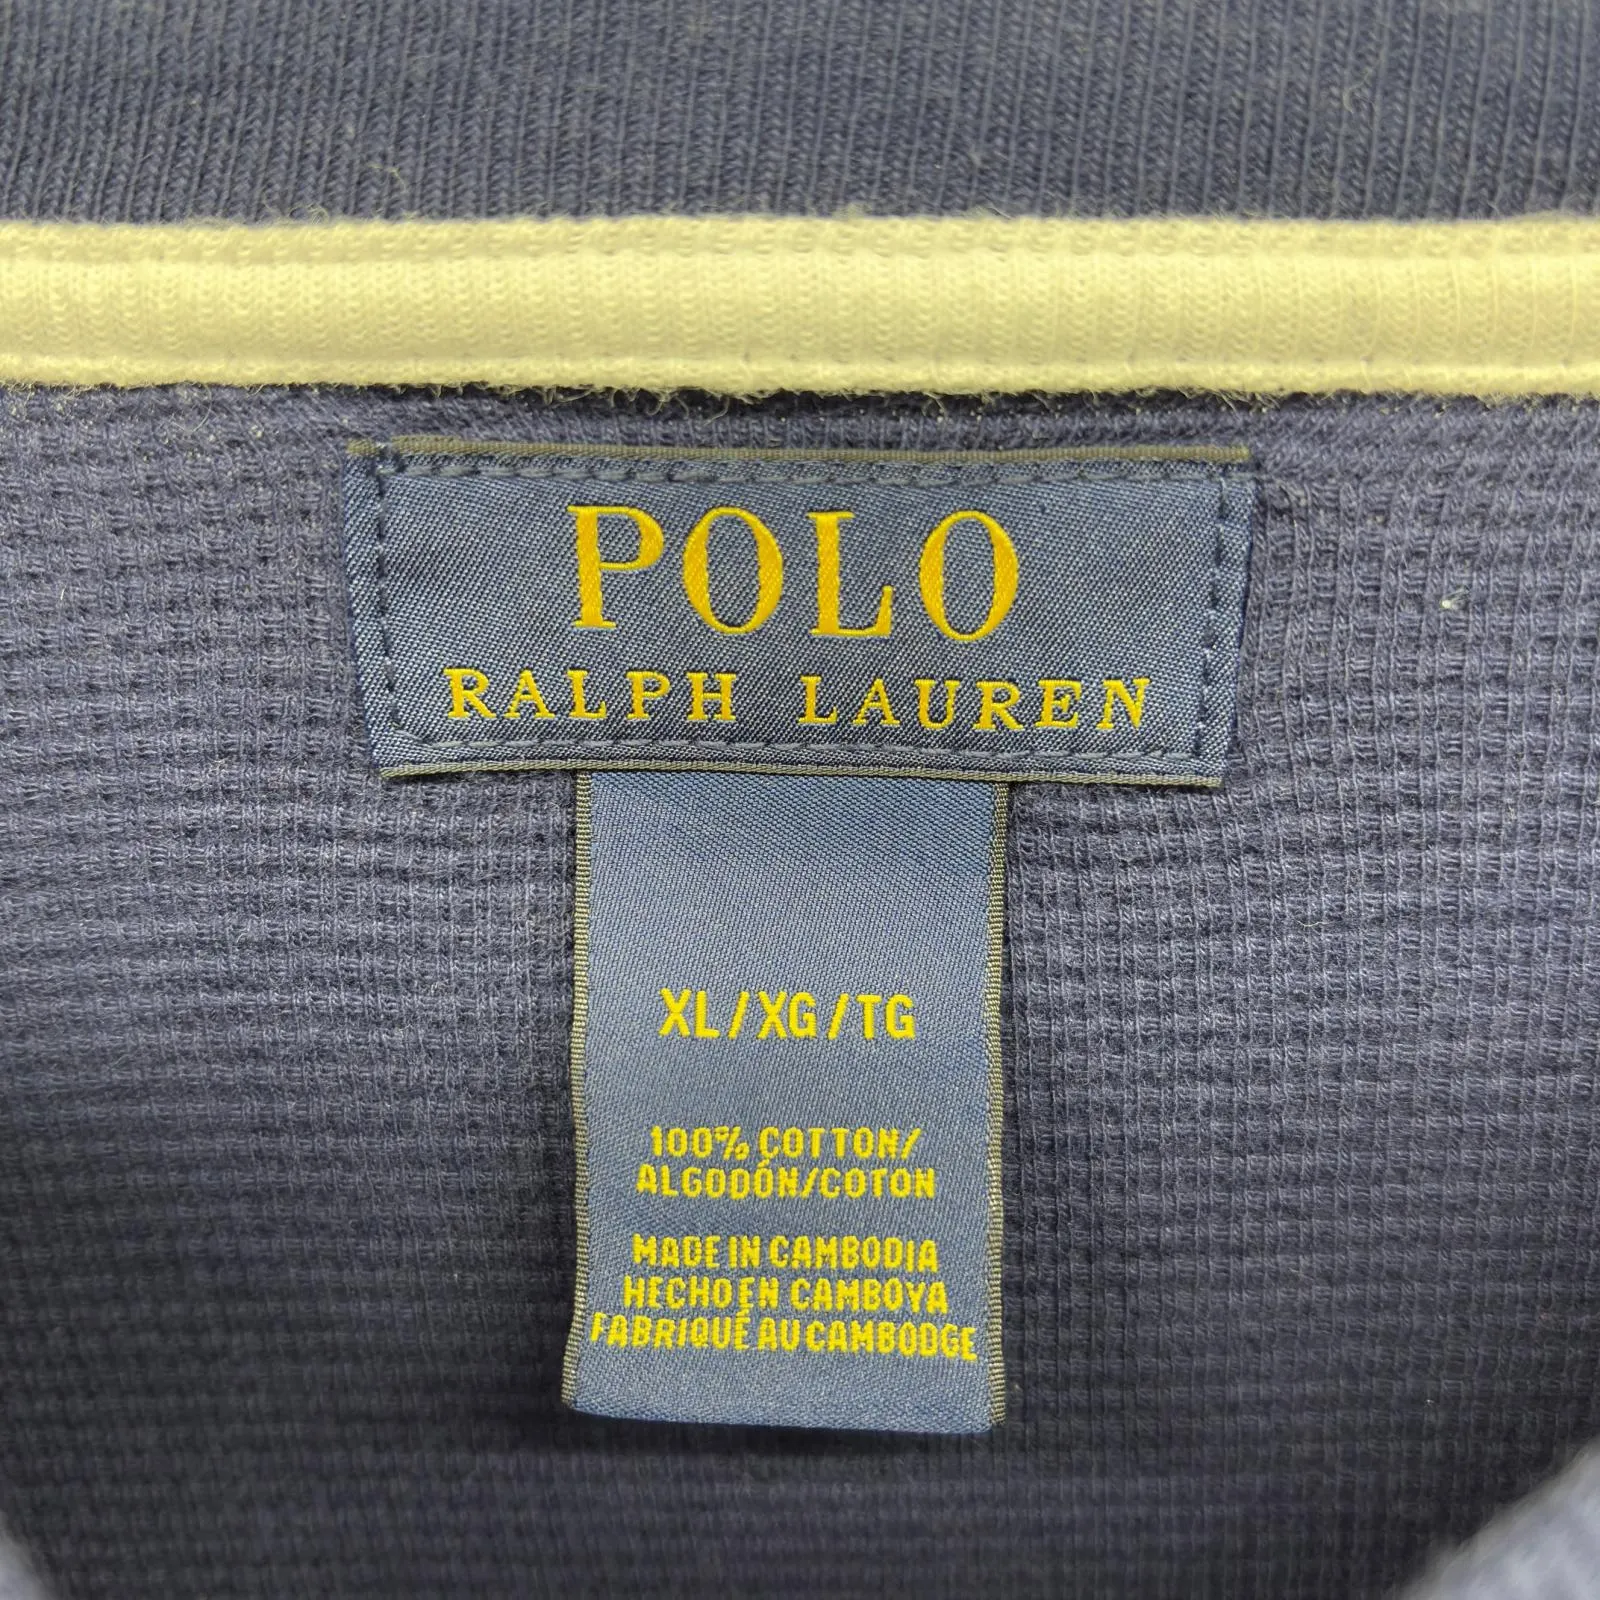 POLO
RALPH LAUREN
XL/XG/TG
100% COTTON/
ALGODÓN/COTON
MADE IN CAMBODIA
HECHO EN CAMBOYA
FABRIQUÉ AU CAMBODGE